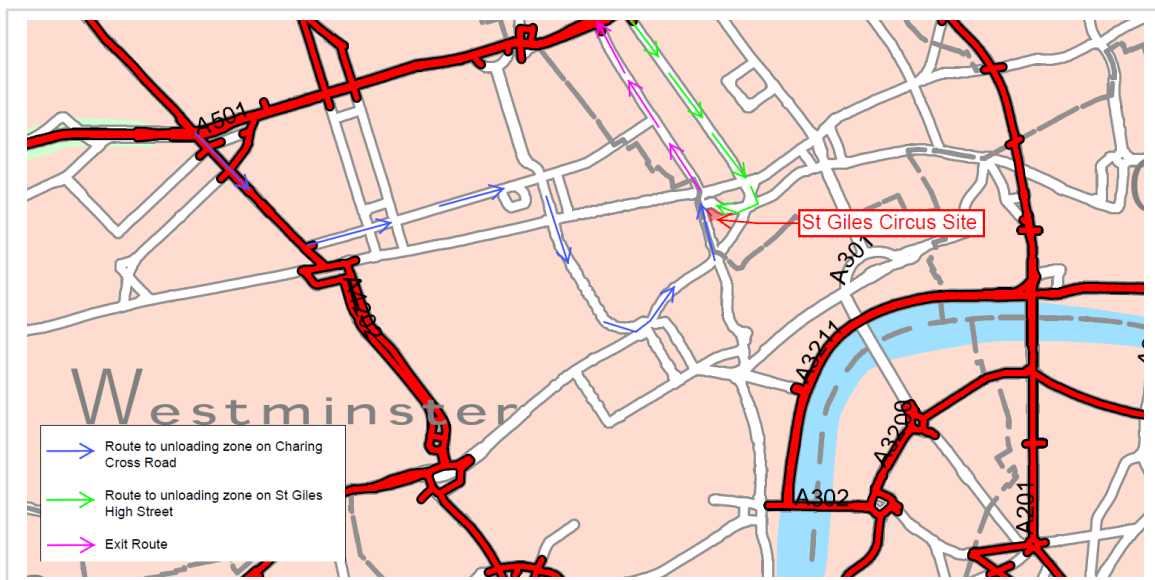 A501
St Giles Circus Site
A301
A4202
A3211
Westminster
A3200
A302
A201
Route to unloading zone on Charing
Cross Road
Route to unloading zone on St Giles
High Street
Exit Route